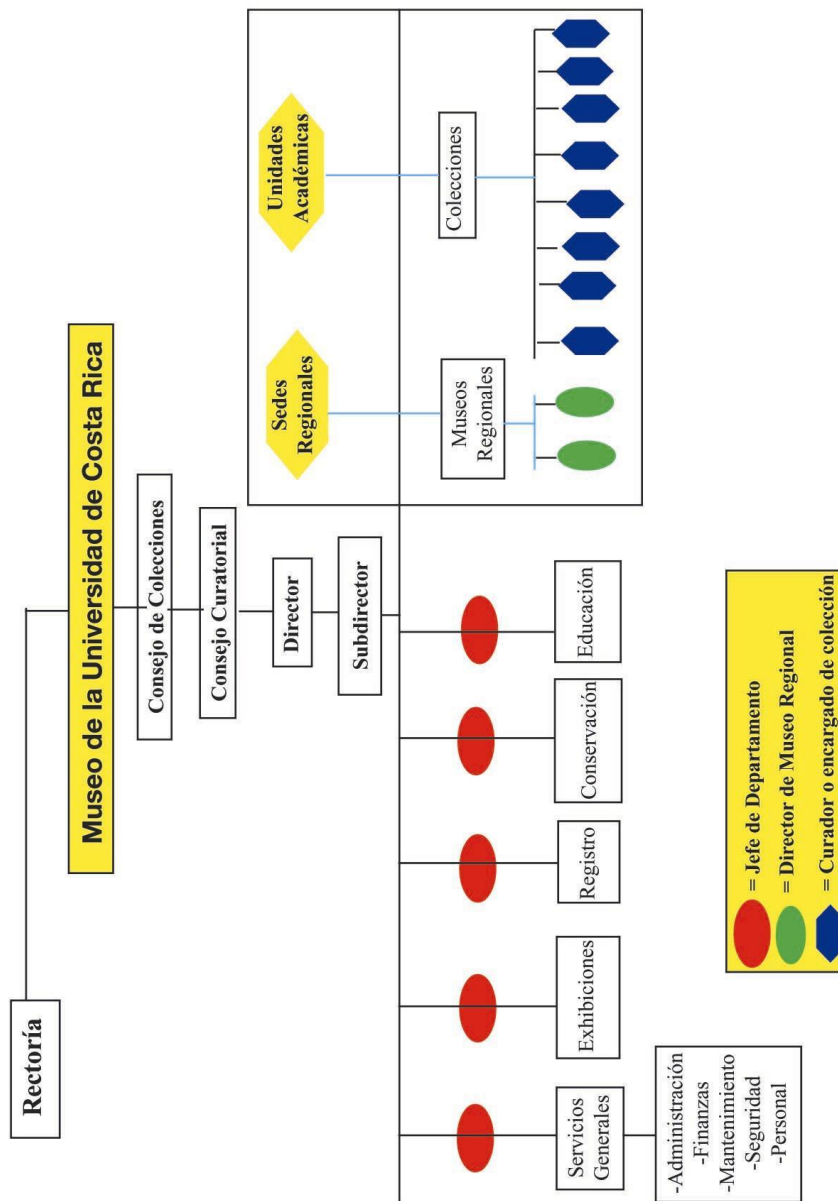 Rectoría
Museo de la Universidad de Costa Rica
Consejo de Colecciones
Consejo Curatorial
Director
Subdirector
Sedes
Regionales
Unidades
Académicas
Museos
Regionales
Colecciones
Servicios
Generales
Exhibiciones
Registro
Conservación
Educación
-Administración
-Finanzas
-Mantenimiento
-Seguridad
-Personal
= Jefe de Departamento
= Director de Museo Regional
= Curador o encargado de colección